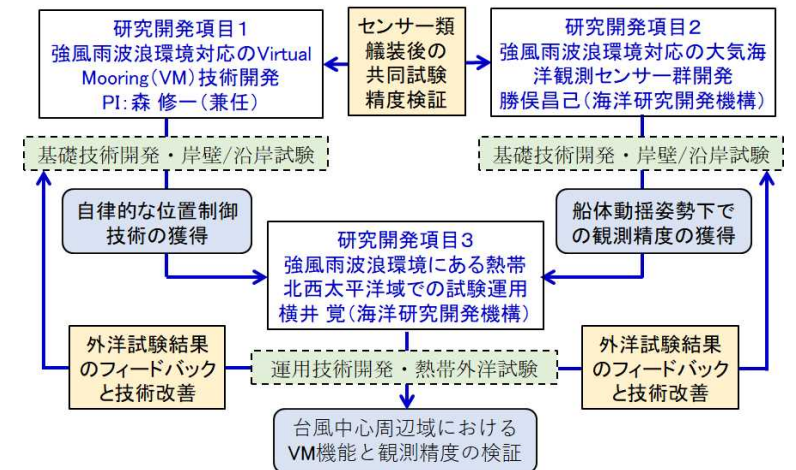 研究開発項目1
強風雨波浪環境対応のVirtual
Mooring(VM)技術開発
PI:森 修一(兼任)
センサー類
艤装後の
共同試験
精度検証
研究開発項目2
強風雨波浪環境対応の大気海
洋観測センサー群開発
勝俣昌己(海洋研究開発機構)
基礎技術開発・岸壁/沿岸試験
基礎技術開発・岸壁/沿岸試験
自律的な位置制御
技術の獲得
船体動揺姿勢下で
の観測精度の獲得
研究開発項目3
強風雨波浪環境にある熱帯
北西太平洋域での試験運用
横井 覚(海洋研究開発機構)
外洋試験結果
のフィードバック
と技術改善
運用技術開発・熱帯外洋試験
外洋試験結果
のフィードバック
と技術改善
台風中心周辺域における
VM機能と観測精度の検証